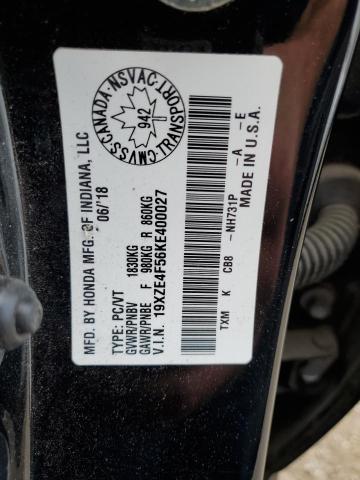 MFD. BY HONDA MFG. OF INDIANA, LLC
06/18
TYPE: PC/VT
GVWR/PNBV 1830KG
GAWR/PNBE F 980KG R 860KG
V.I.N. 19XZE4F56KE400027
CANADA · NSVAC · TRANSPORT · CMVSS
942
TXM K CB8 -NH731P -A -E
MADE IN U.S.A.